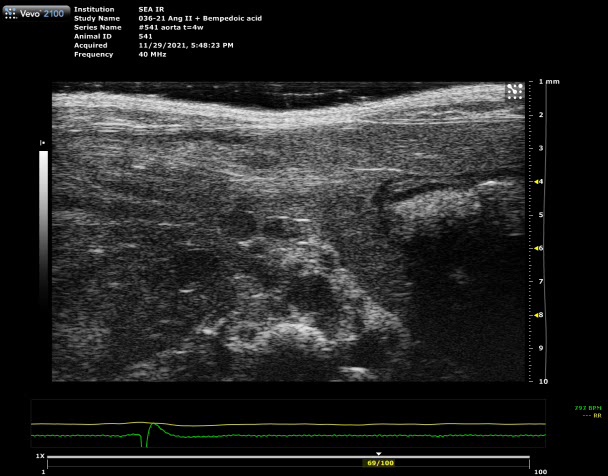 Vevo 2100
Institution SEA IR
Study Name 036-21 Ang II + Bempedoic acid
Series Name #541 aorta t=4w
Animal ID 541
Acquired 11/29/2021, 5:48:23 PM
Frequency 40 MHz
1 mm
2
3
4
5
6
7
8
9
10
292 BPM
--- RR
1X
69/100
1
100